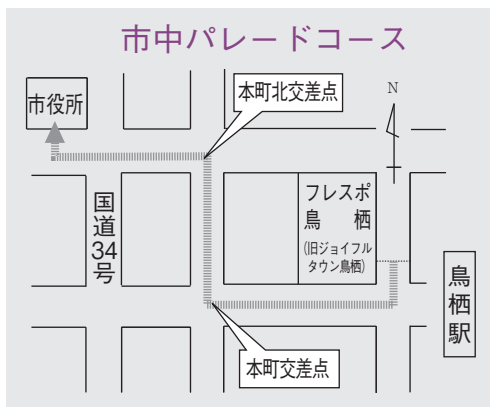 市中パレードコース
市役所
本町北交差点
N
国道34号
フレスポ
鳥栖
(旧ジョイフル
タウン鳥栖)
鳥栖駅
本町交差点